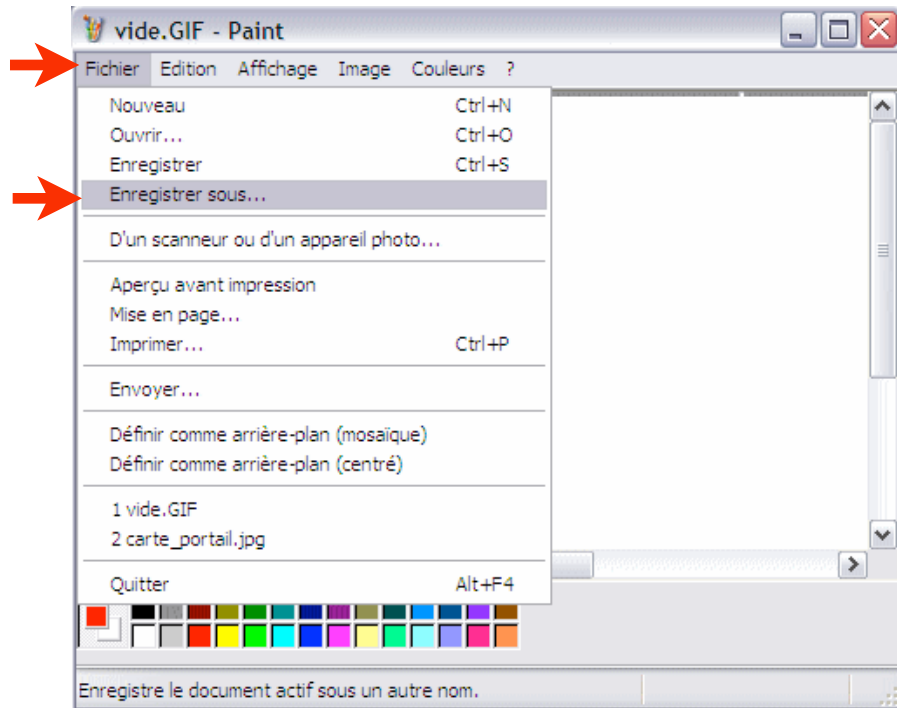 vide.GIF - Paint
Fichier Edition Affichage Image Couleurs ?
Nouveau Ctrl+N
Ouvrir... Ctrl+O
Enregistrer Ctrl+S
Enregistrer sous...
D'un scanneur ou d'un appareil photo...
Aperçu avant impression
Mise en page...
Imprimer... Ctrl+P
Envoyer...
Définir comme arrière-plan (mosaïque)
Définir comme arrière-plan (centré)
1 vide.GIF
2 carte_portail.jpg
Quitter Alt+F4
Enregistre le document actif sous un autre nom.